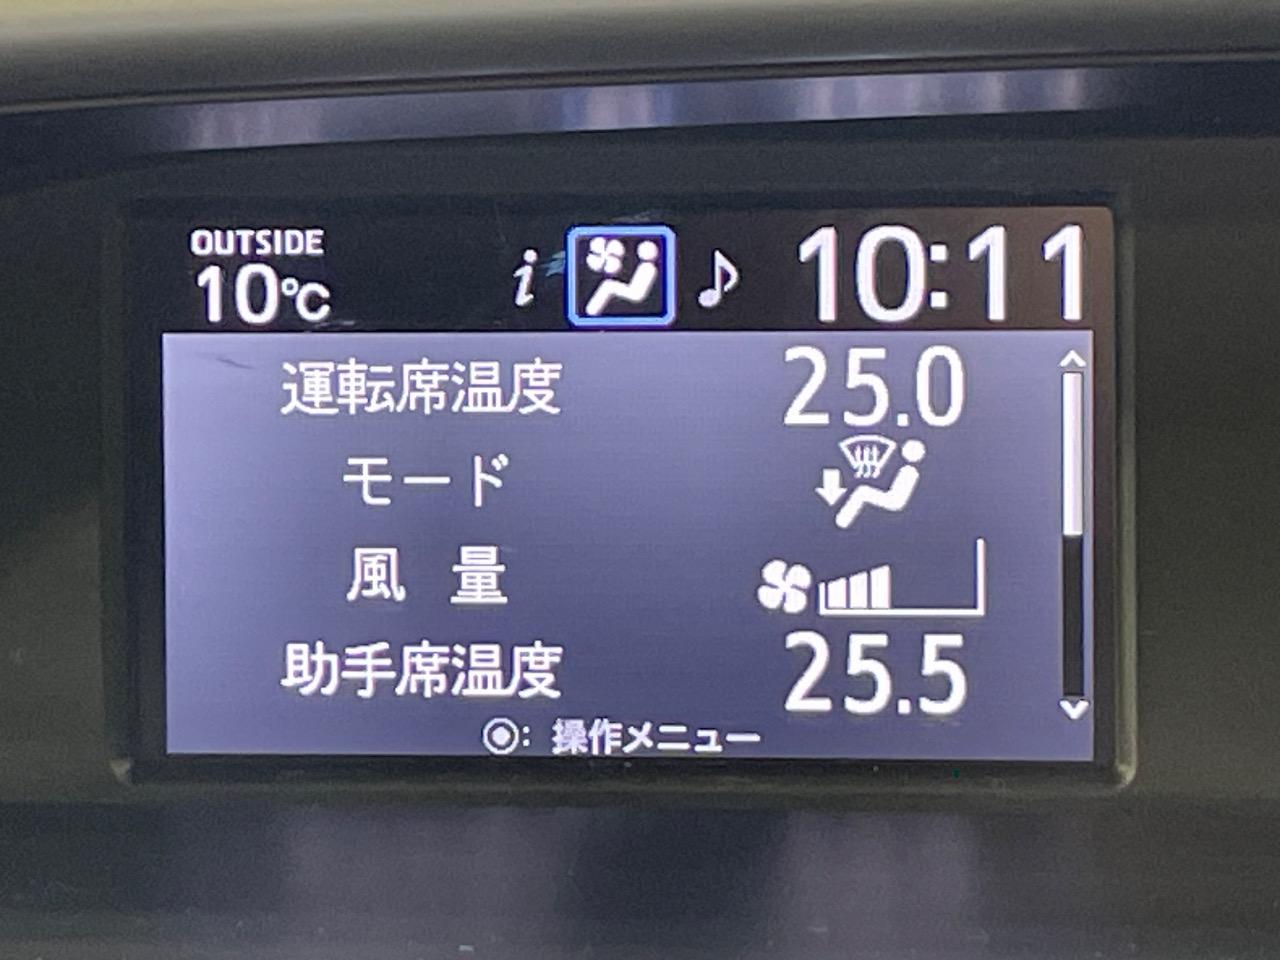 OUTSIDE
10℃
i
10:11
運転席温度 25.0
モード
風 量
助手席温度 25.5
◉: 操作メニュー